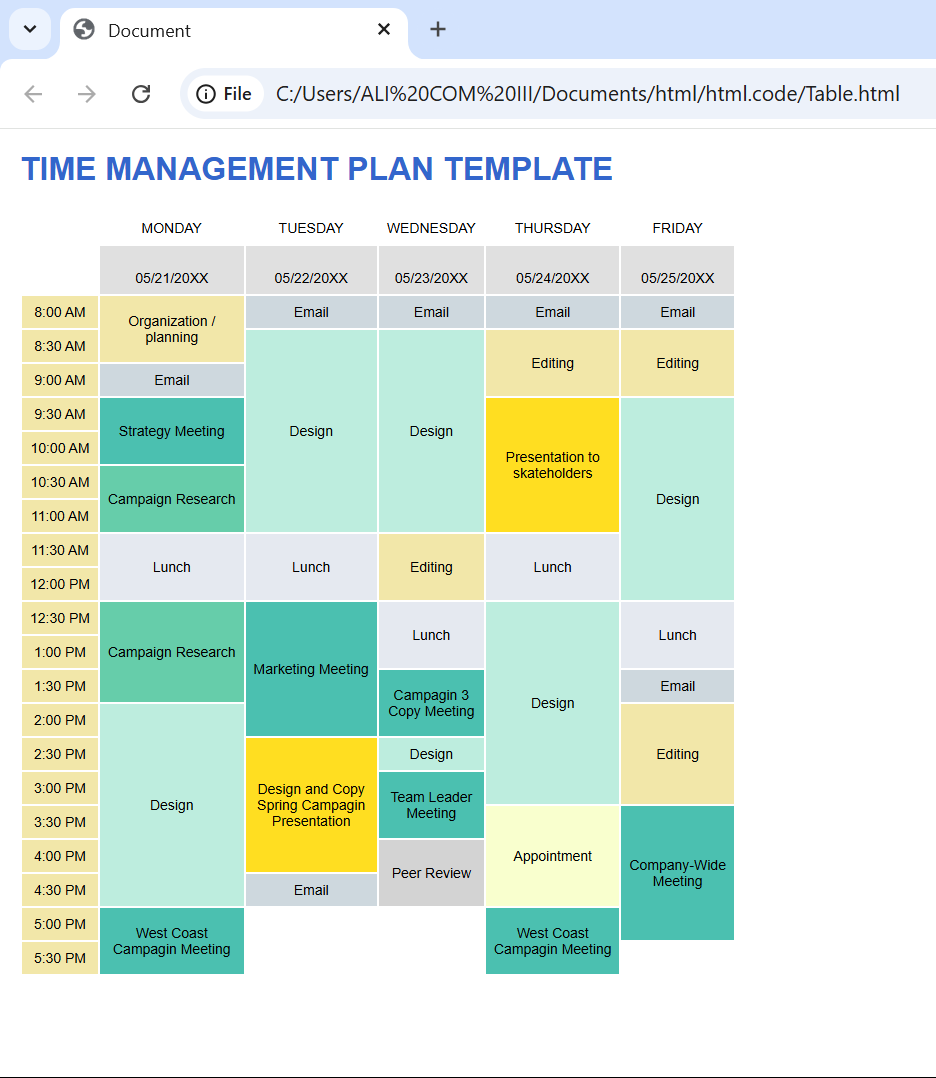 Document
File
C:/Users/ALI%20COM%20III/Documents/html/html.code/Table.html
TIME MANAGEMENT PLAN TEMPLATE
MONDAY TUESDAY WEDNESDAY THURSDAY FRIDAY
05/21/20XX 05/22/20XX 05/23/20XX 05/24/20XX 05/25/20XX
8:00 AM Organization / Email Email Email Email
planning
8:30 AM Editing Editing
9:00 AM Email
9:30 AM Strategy Meeting Design Design
10:00 AM Presentation to
skateholders
10:30 AM Campaign Research Design
11:00 AM
11:30 AM Lunch Lunch Editing Lunch
12:00 PM
12:30 PM Campaign Research Marketing Meeting Lunch Design Lunch
1:00 PM
1:30 PM Campagin 3 Email
Copy Meeting
2:00 PM Design Editing
2:30 PM Design and Copy Design
Spring Campagin
Presentation
3:00 PM Team Leader
Meeting
3:30 PM Appointment Company-Wide
Meeting
4:00 PM Peer Review
4:30 PM Email
5:00 PM West Coast West Coast
Campagin Meeting Campagin Meeting
5:30 PM